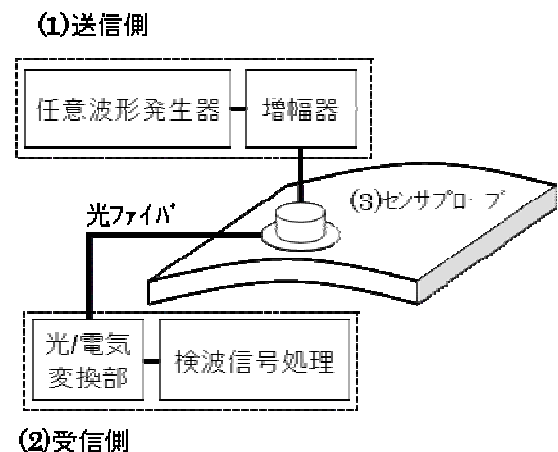 (1)送信側
任意波形発生器
増幅器
(3)センサプローブ
光ファイバ
光/電気
変換部
検波信号処理
(2)受信側